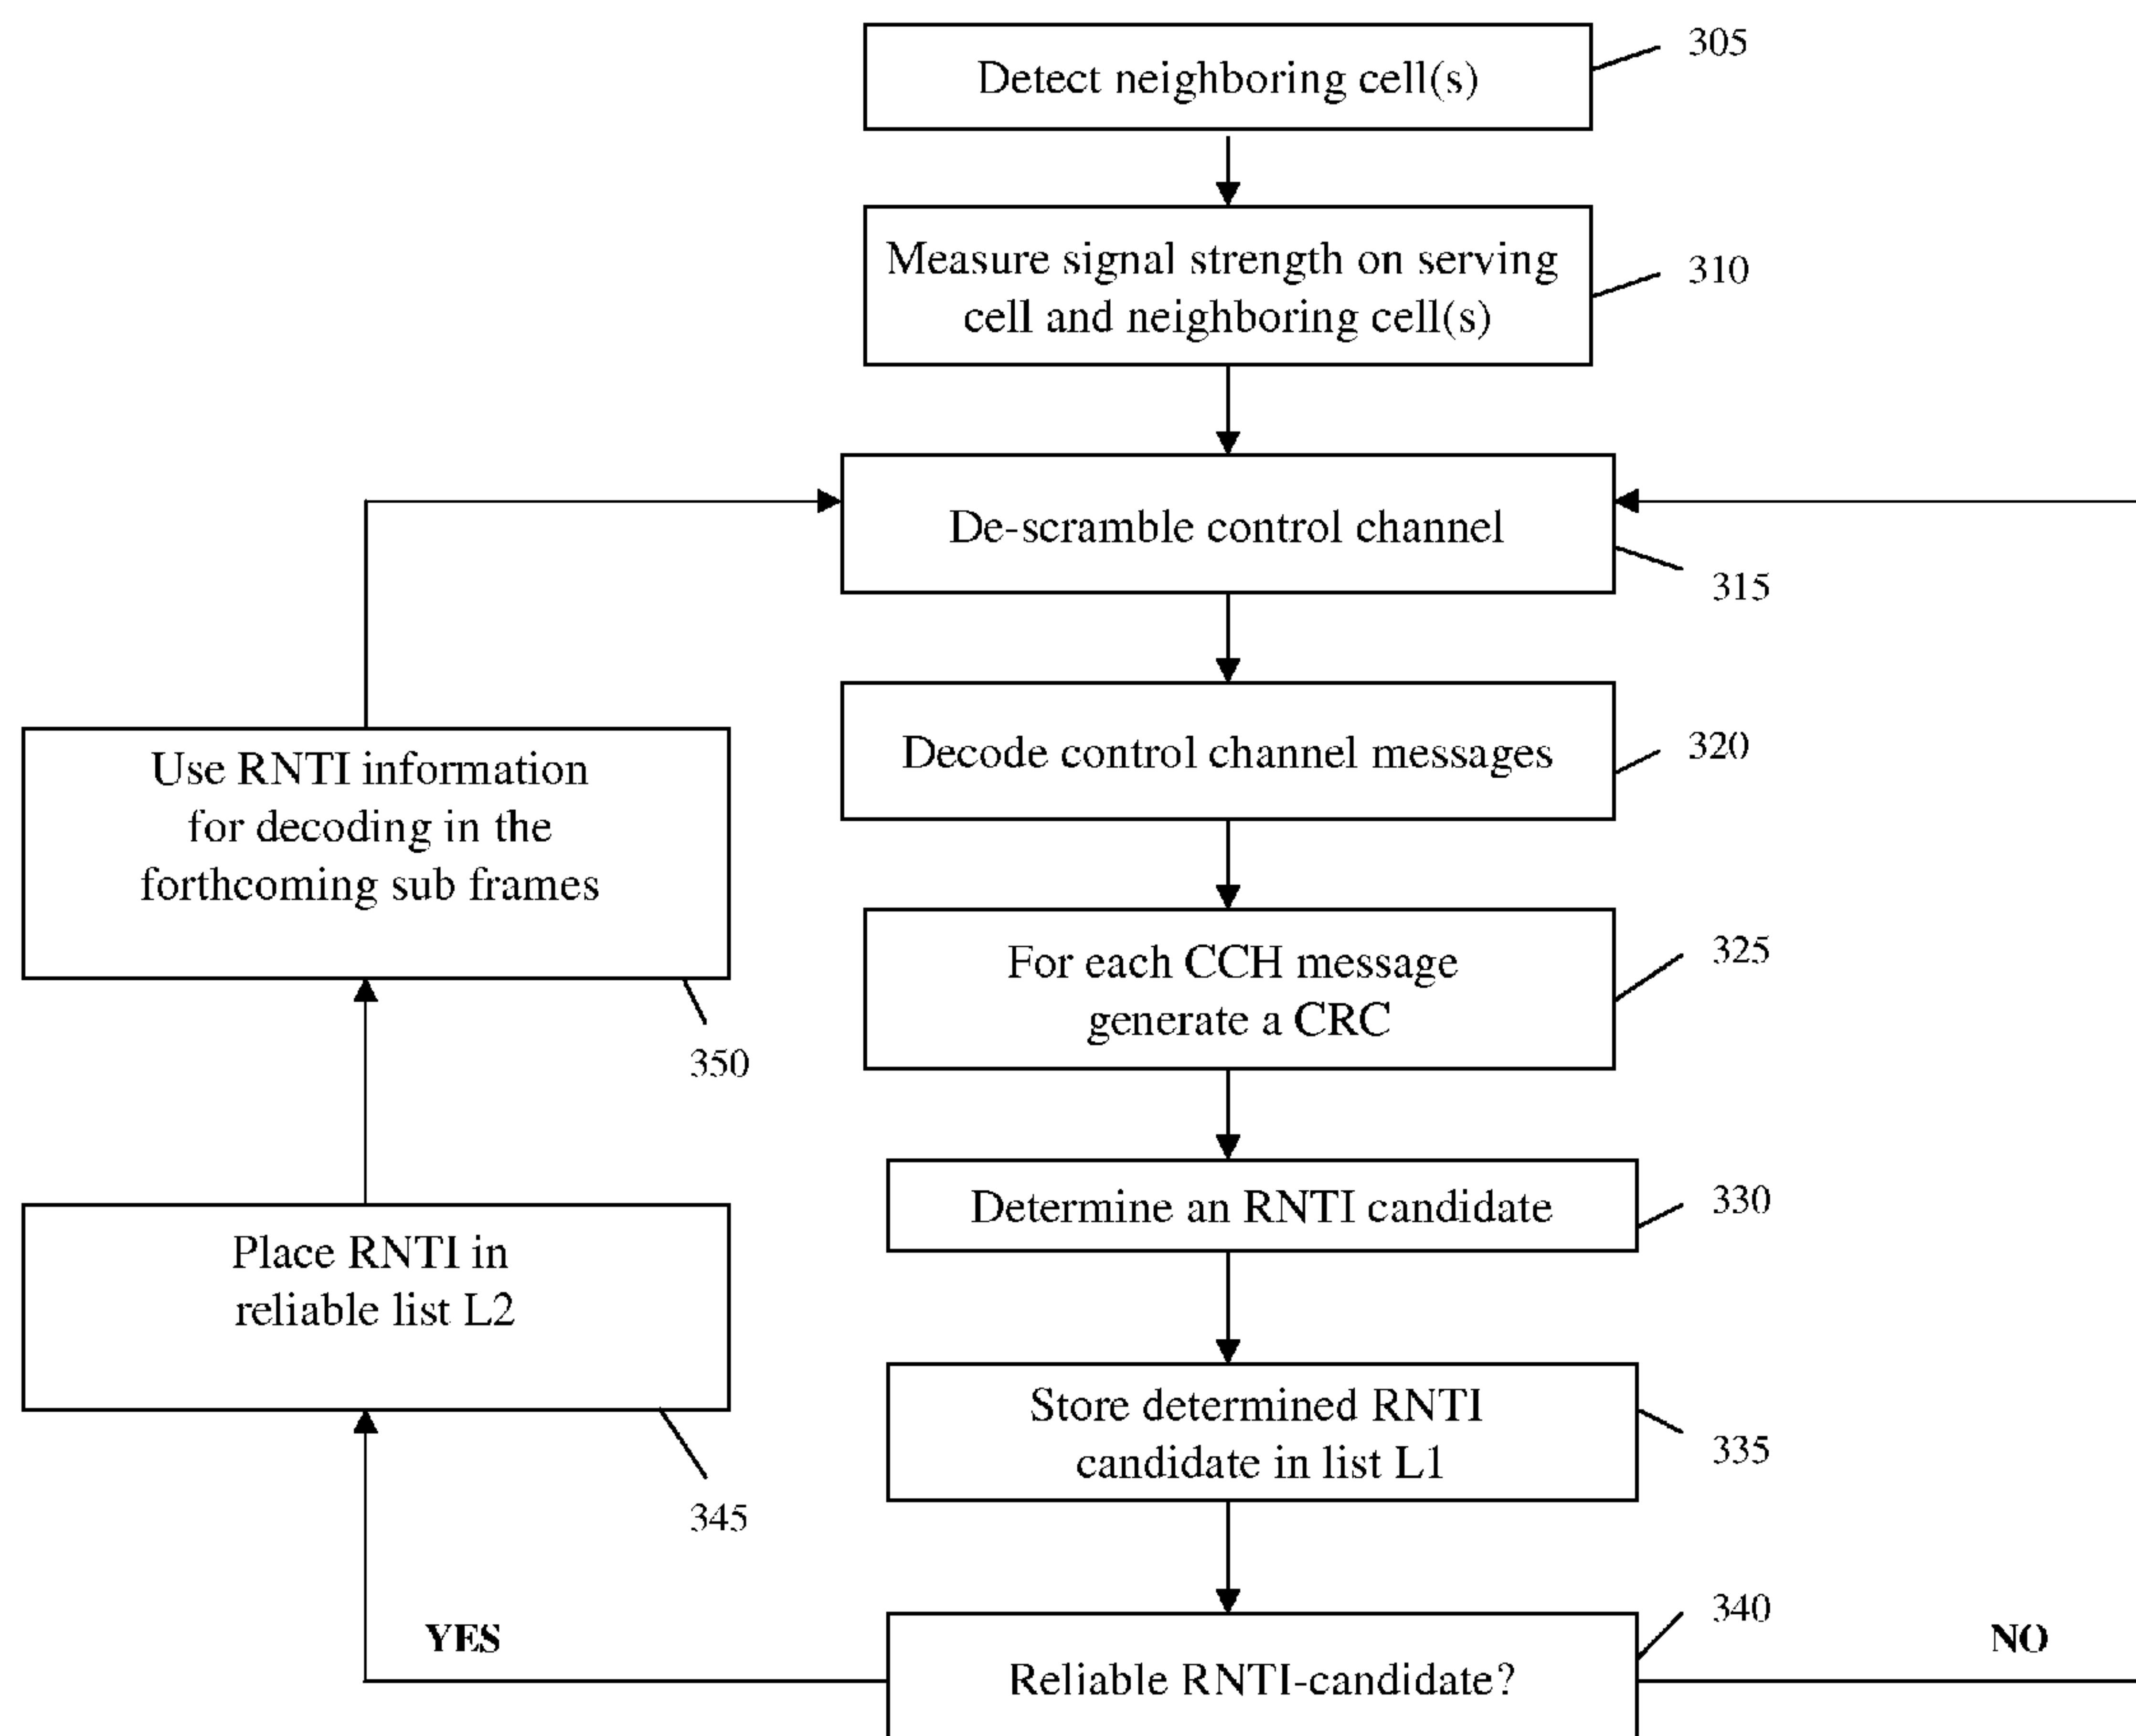 Detect neighboring cell(s)
305
Measure signal strength on serving
cell and neighboring cell(s)
310
De-scramble control channel
315
Decode control channel messages
320
Use RNTI information
for decoding in the
forthcoming sub frames
350
For each CCH message
generate a CRC
325
Determine an RNTI candidate
330
Place RNTI in
reliable list L2
345
Store determined RNTI
candidate in list L1
335
YES
Reliable RNTI-candidate?
340
NO